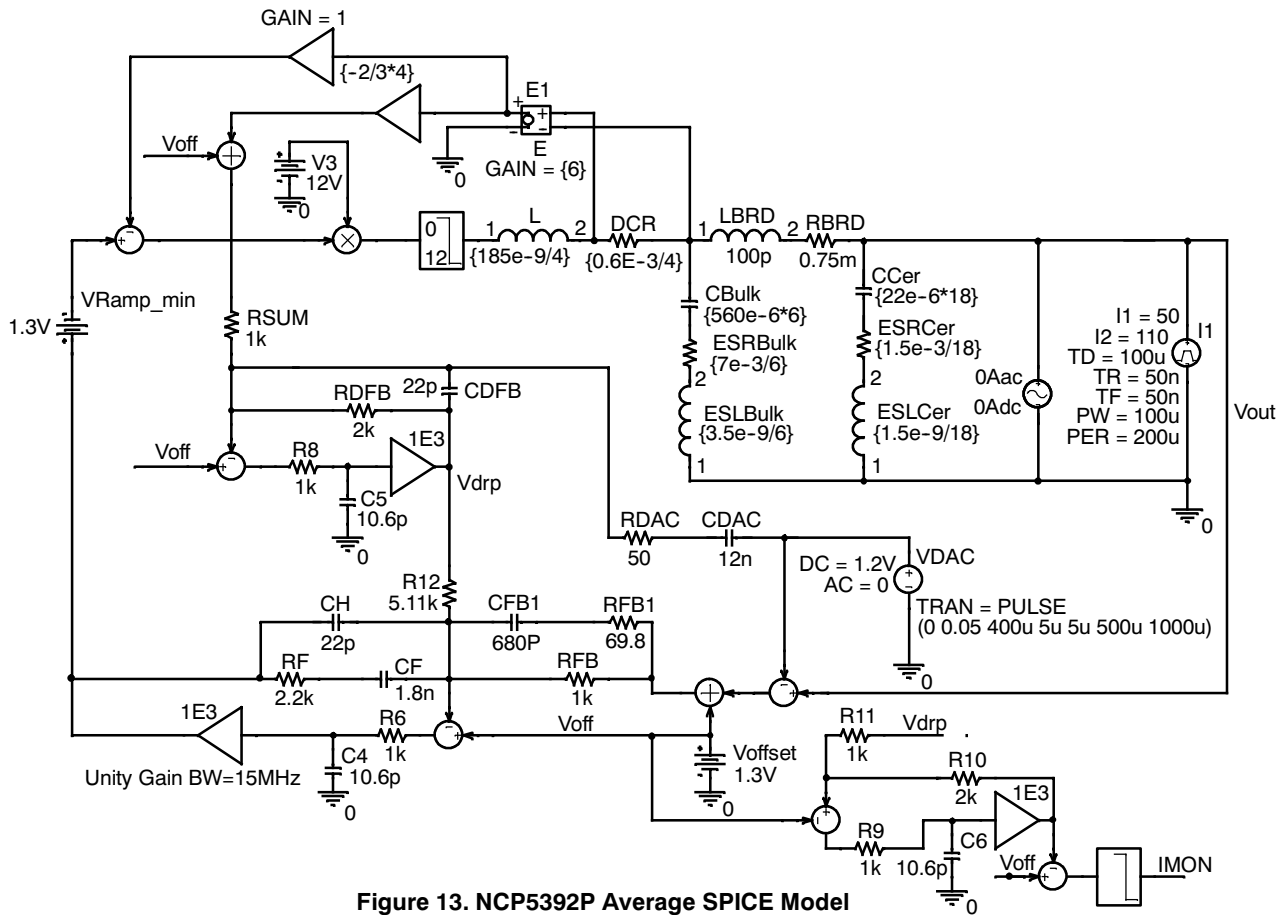 GAIN = 1
{-2/3*4}
E1
+
+
-
-
E
GAIN = {6}
0
Voff
+
V3
12V
0
+
-
×
0
12
L
1
2
{185e-9/4}
DCR
{0.6E-3/4}
LBRD
1
2
100p
RBRD
0.75m
VRamp_min
1.3V
RSUM
1k
CBulk
{560e-6*6}
ESRBulk
{7e-3/6}
2
ESLBulk
{3.5e-9/6}
1
CCer
{22e-6*18}
ESRCer
{1.5e-3/18}
2
ESLCer
{1.5e-9/18}
1
0Aac
0Adc
I1 = 50
I2 = 110
TD = 100u
TR = 50n
TF = 50n
PW = 100u
PER = 200u
I1
Vout
0
22p
CDFB
RDFB
2k
Voff
+
-
R8
1k
C5
10.6p
0
1E3
Vdrp
RDAC
50
CDAC
12n
DC = 1.2V
AC = 0
VDAC
+
-
TRAN = PULSE
(0 0.05 400u 5u 5u 500u 1000u)
0
R12
5.11k
CH
22p
CFB1
680P
RFB1
69.8
RF
2.2k
CF
1.8n
RFB
1k
1E3
R6
1k
C4
10.6p
0
Unity Gain BW=15MHz
-
+
Voff
+
-
+
Voffset
1.3V
0
R11
1k
Vdrp
R10
2k
+
-
R9
1k
1E3
C6
10.6p
0
Voff
+
-
IMON
Figure 13. NCP5392P Average SPICE Model